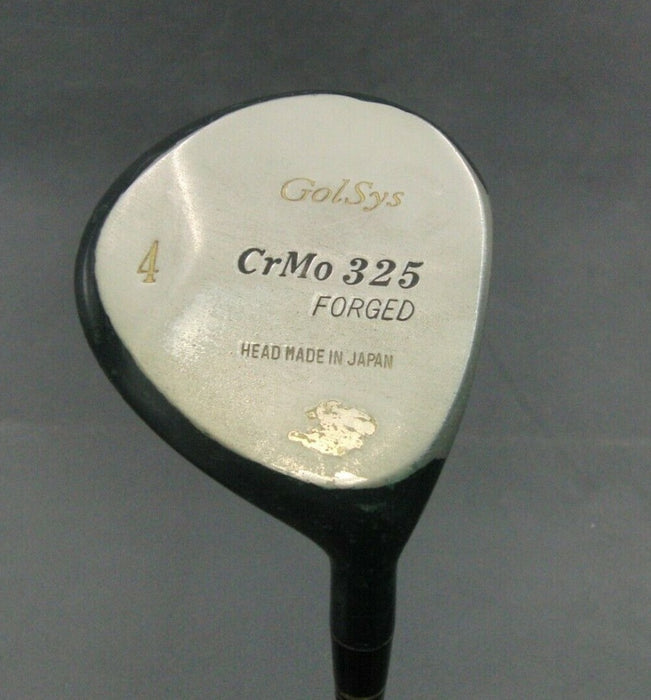 GolSys
4
CrMo 325
FORGED
HEAD MADE IN JAPAN